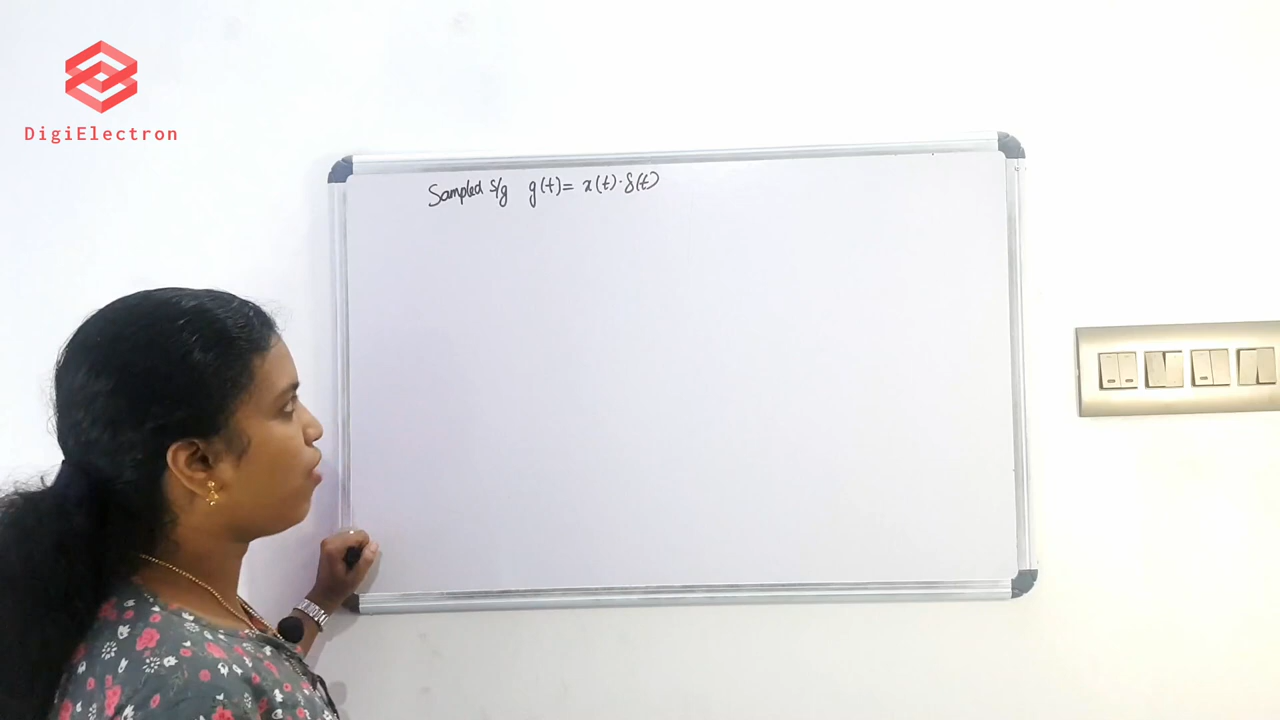 DigiElectron
Sampled s/g g(t)= x(t)·δ(t)